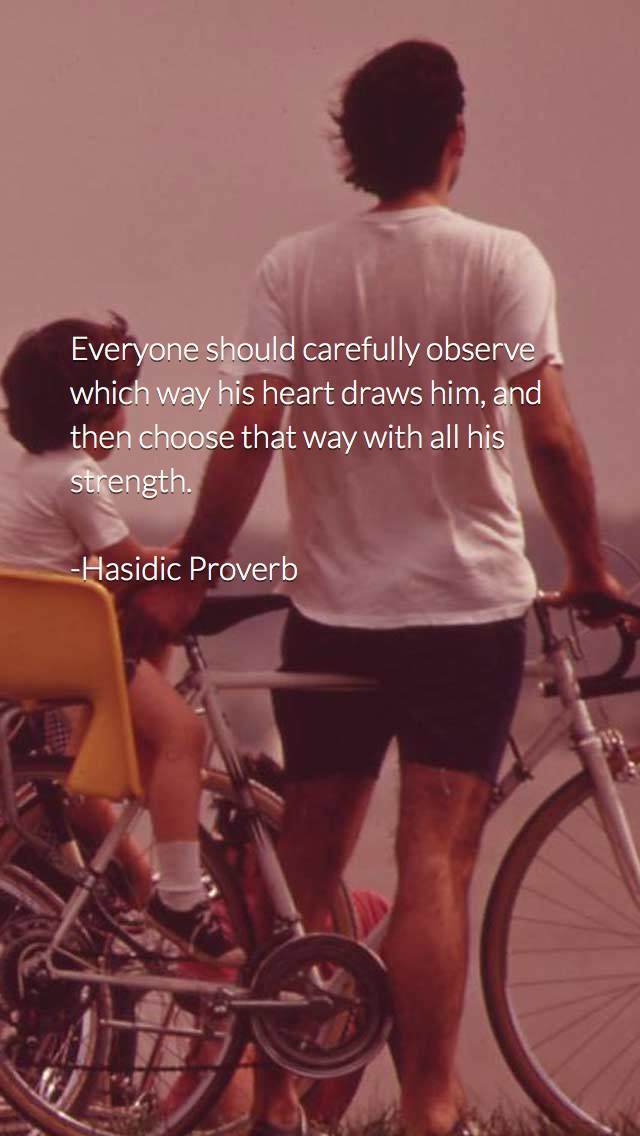 Everyone should carefully observe
which way his heart draws him, and
then choose that way with all his
strength.
-Hasidic Proverb